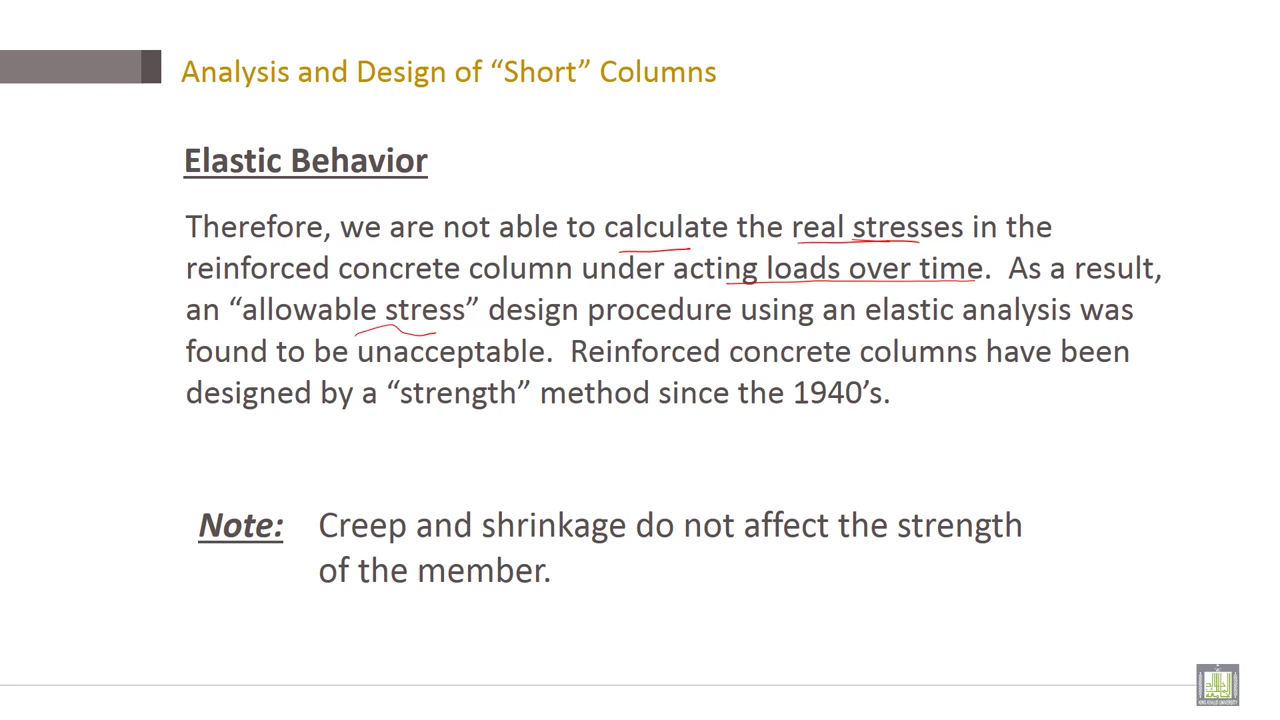 Analysis and Design of “Short” Columns
Elastic Behavior
Therefore, we are not able to calculate the real stresses in the
reinforced concrete column under acting loads over time. As a result,
an “allowable stress” design procedure using an elastic analysis was
found to be unacceptable. Reinforced concrete columns have been
designed by a “strength” method since the 1940’s.
Note: Creep and shrinkage do not affect the strength
of the member.
KING KHALID UNIVERSITY